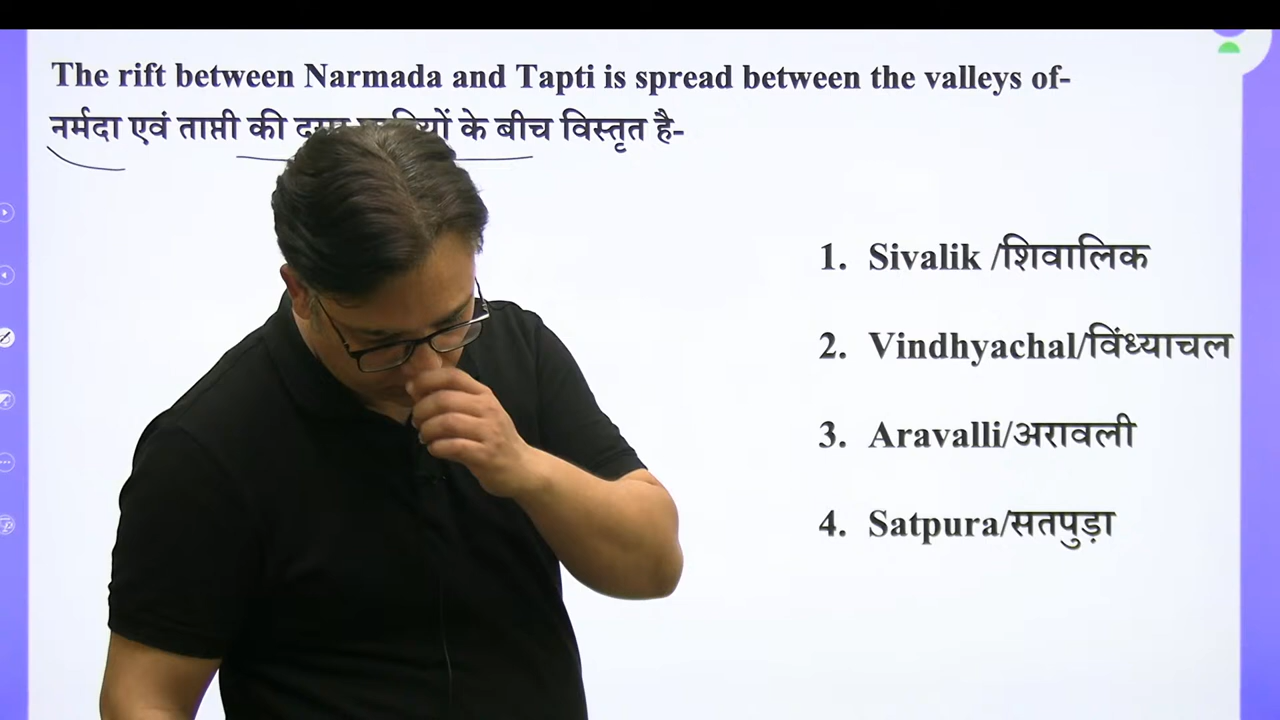 The rift between Narmada and Tapti is spread between the valleys of-
नर्मदा एवं ताप्ती की के बीच विस्तृत है-
1. Sivalik /शिवालिक
2. Vindhyachal/विंध्याचल
3. Aravalli/अरावली
4. Satpura/सतपुड़ा